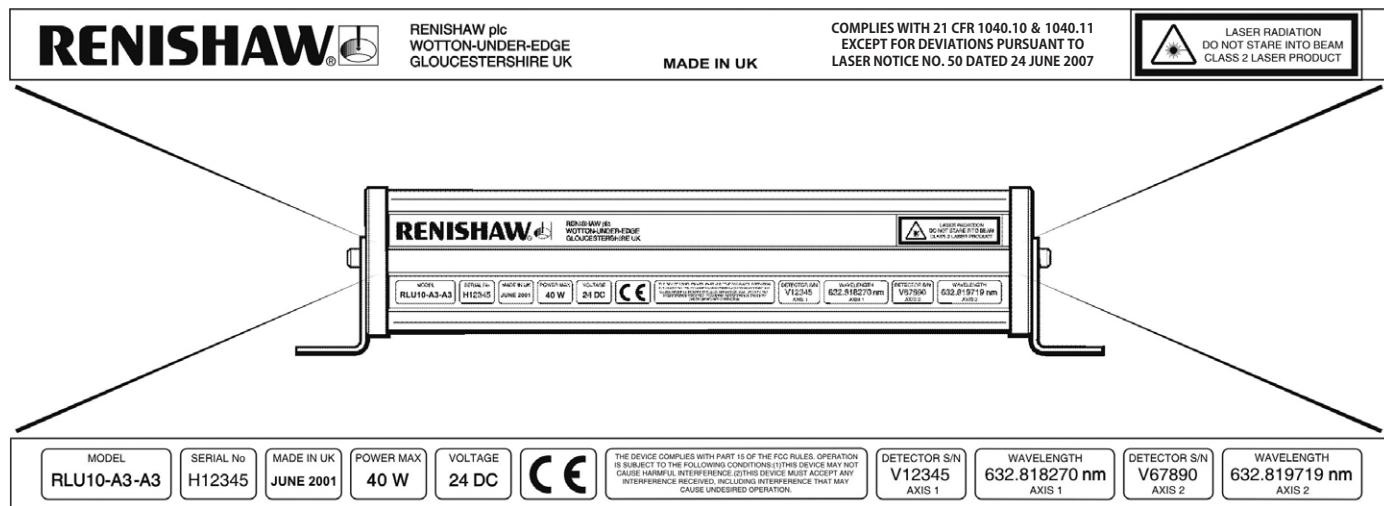 RENISHAW®
RENISHAW plc
WOTTON-UNDER-EDGE
GLOUCESTERSHIRE UK
MADE IN UK
COMPLIES WITH 21 CFR 1040.10 & 1040.11
EXCEPT FOR DEVIATIONS PURSUANT TO
LASER NOTICE NO. 50 DATED 24 JUNE 2007
LASER RADIATION
DO NOT STARE INTO BEAM
CLASS 2 LASER PRODUCT
RENISHAW
RENISHAW plc
WOTTON-UNDER-EDGE
GLOUCESTERSHIRE UK
LASER RADIATION
DO NOT STARE INTO BEAM
CLASS 2 LASER PRODUCT
MODEL
RLU10-A3-A3
SERIAL No
H12345
MADE IN UK
JUNE 2001
POWER MAX
40 W
VOLTAGE
24 DC
CE
DETECTOR S/N
V12345
AXIS 1
WAVELENGTH
632.818270 nm
AXIS 1
DETECTOR S/N
V67890
AXIS 2
WAVELENGTH
632.819719 nm
AXIS 2
MODEL
RLU10-A3-A3
SERIAL No
H12345
MADE IN UK
JUNE 2001
POWER MAX
40 W
VOLTAGE
24 DC
CE
THE DEVICE COMPLIES WITH PART 15 OF THE FCC RULES. OPERATION
IS SUBJECT TO THE FOLLOWING CONDITIONS:(1)THIS DEVICE MAY NOT
CAUSE HARMFUL INTERFERENCE.(2)THIS DEVICE MUST ACCEPT ANY
INTERFERENCE RECEIVED, INCLUDING INTERFERENCE THAT MAY
CAUSE UNDESIRED OPERATION.
DETECTOR S/N
V12345
AXIS 1
WAVELENGTH
632.818270 nm
AXIS 1
DETECTOR S/N
V67890
AXIS 2
WAVELENGTH
632.819719 nm
AXIS 2